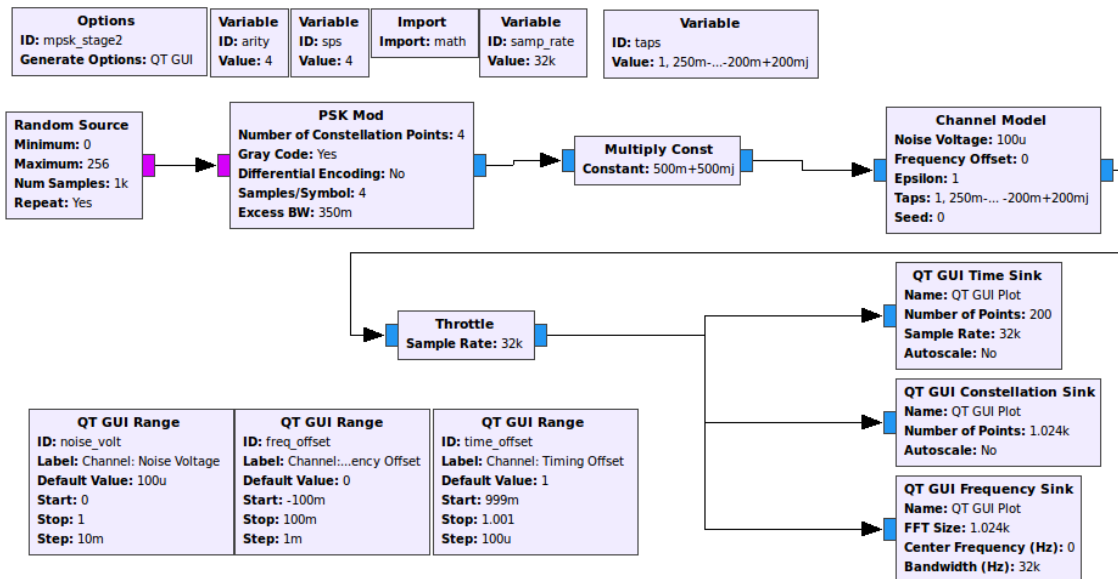 Options
ID: mpsk_stage2
Generate Options: QT GUI
Variable
ID: arity
Value: 4
Variable
ID: sps
Value: 4
Import
Import: math
Variable
ID: samp_rate
Value: 32k
Variable
ID: taps
Value: 1, 250m-...-200m+200mj
Random Source
Minimum: 0
Maximum: 256
Num Samples: 1k
Repeat: Yes
PSK Mod
Number of Constellation Points: 4
Gray Code: Yes
Differential Encoding: No
Samples/Symbol: 4
Excess BW: 350m
Multiply Const
Constant: 500m+500mj
Channel Model
Noise Voltage: 100u
Frequency Offset: 0
Epsilon: 1
Taps: 1, 250m-... -200m+200mj
Seed: 0
Throttle
Sample Rate: 32k
QT GUI Time Sink
Name: QT GUI Plot
Number of Points: 200
Sample Rate: 32k
Autoscale: No
QT GUI Constellation Sink
Name: QT GUI Plot
Number of Points: 1.024k
Autoscale: No
QT GUI Frequency Sink
Name: QT GUI Plot
FFT Size: 1.024k
Center Frequency (Hz): 0
Bandwidth (Hz): 32k
QT GUI Range
ID: noise_volt
Label: Channel: Noise Voltage
Default Value: 100u
Start: 0
Stop: 1
Step: 10m
QT GUI Range
ID: freq_offset
Label: Channel:...ency Offset
Default Value: 0
Start: -100m
Stop: 100m
Step: 1m
QT GUI Range
ID: time_offset
Label: Channel: Timing Offset
Default Value: 1
Start: 999m
Stop: 1.001
Step: 100u